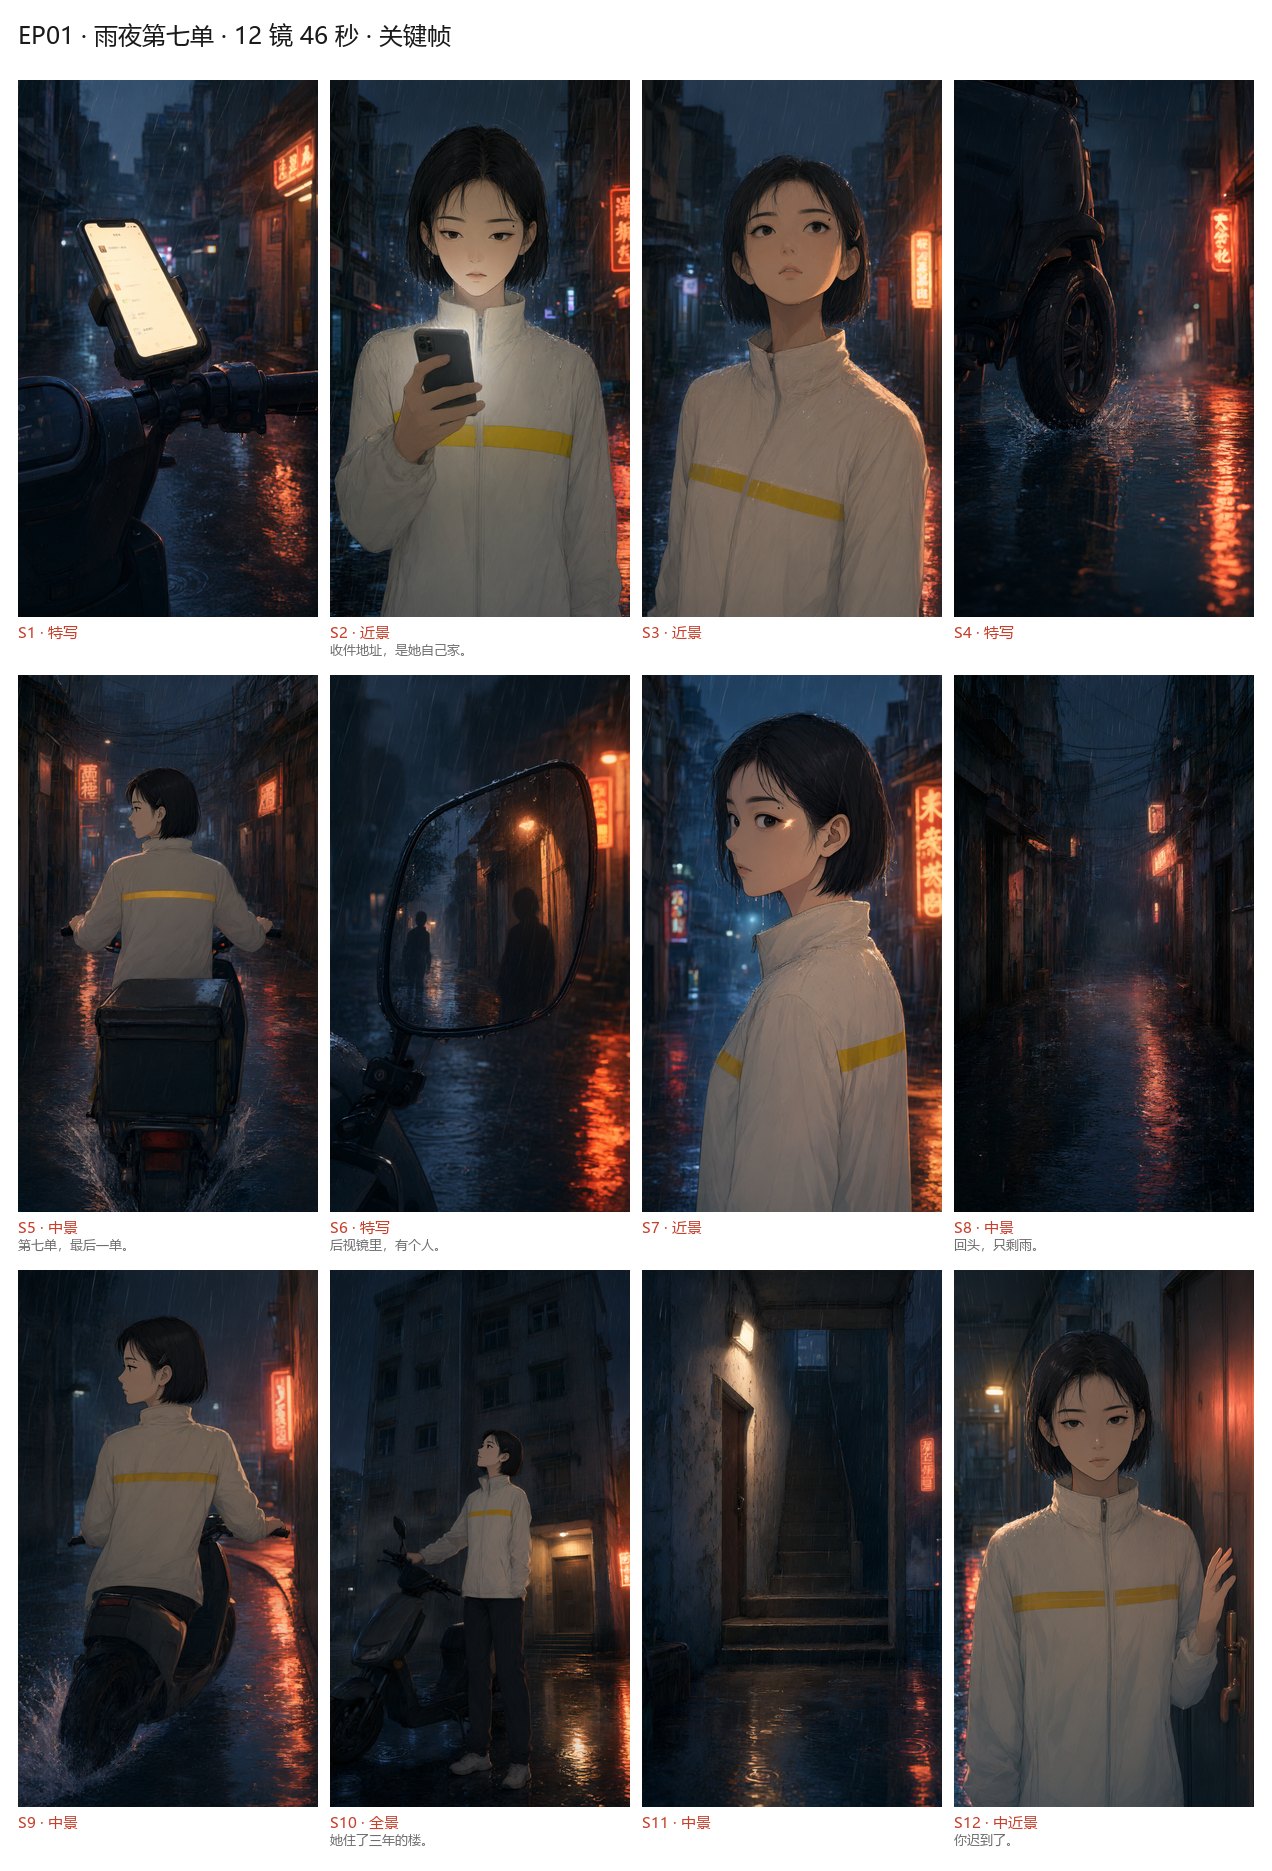 EP01 · 雨夜第七单 · 12 镜 46 秒 · 关键帧
S1 · 特写
S2 · 近景
收件地址，是她自己家。
S3 · 近景
S4 · 特写
S5 · 中景
第七单，最后一单。
S6 · 特写
后视镜里，有个人。
S7 · 近景
S8 · 中景
回头，只剩雨。
S9 · 中景
S10 · 全景
她住了三年的楼。
S11 · 中景
S12 · 中近景
你迟到了。